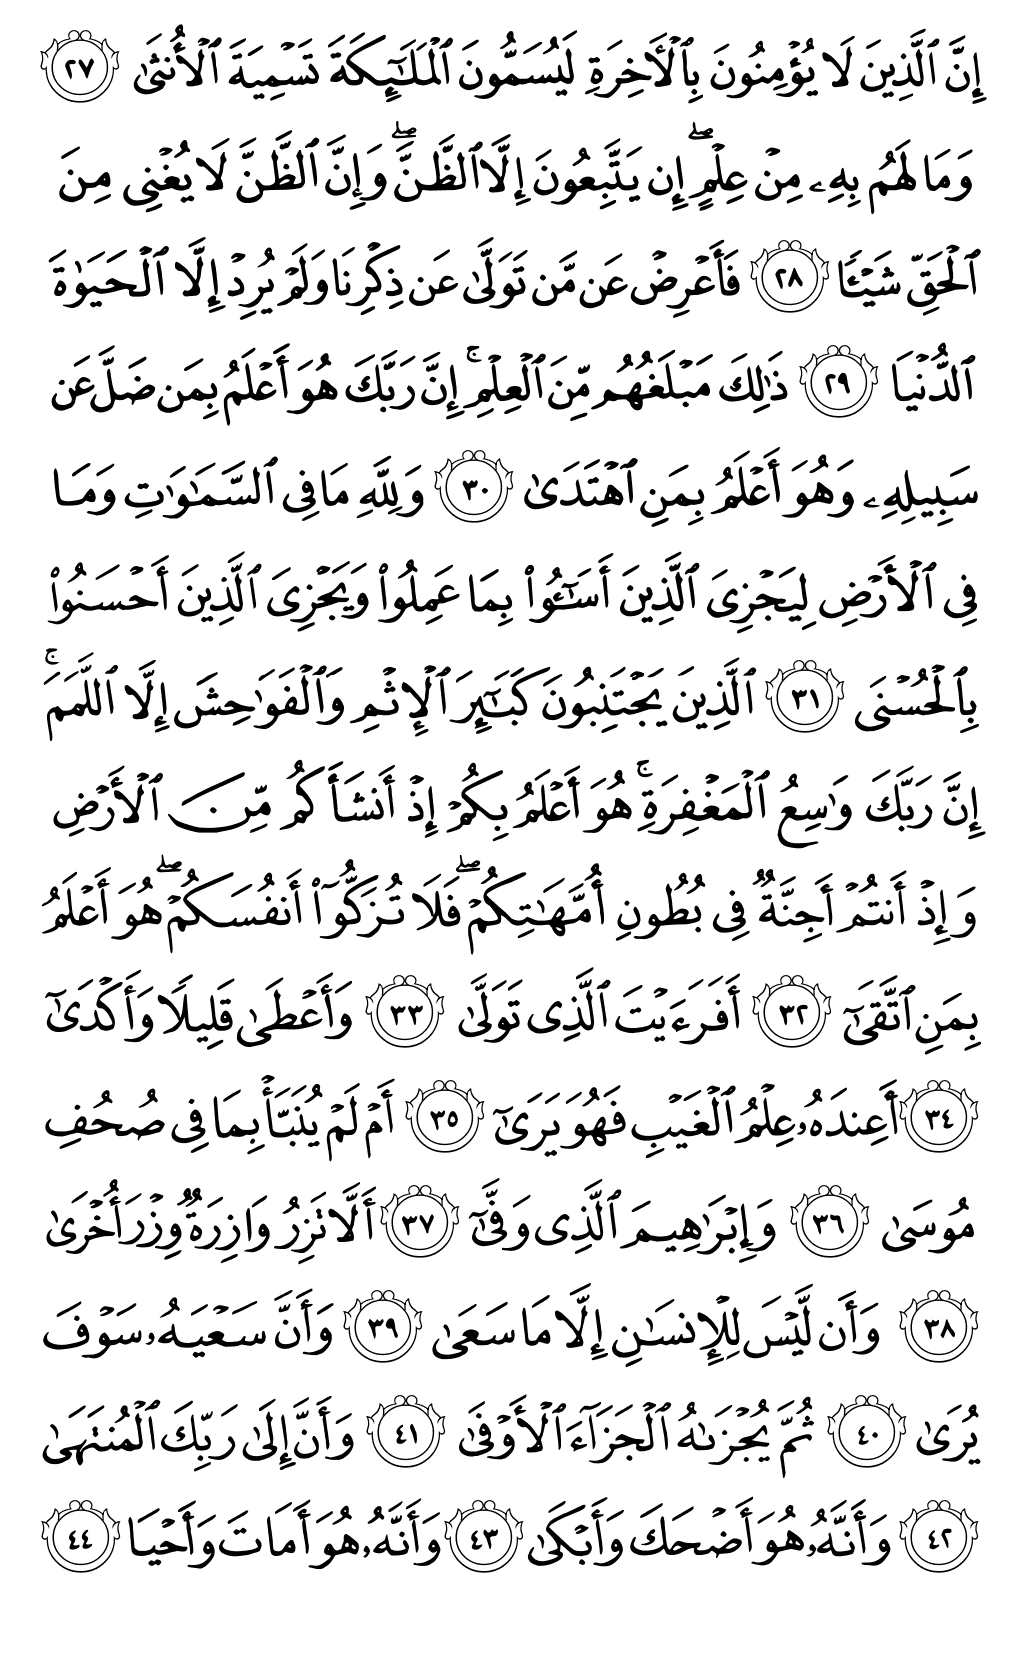 إِنَّ ٱلَّذِينَ لَا يُؤْمِنُونَ بِٱلْأَخِرَةِ لَيُسَمُّونَ ٱلْمَلَـٰٓئِكَةَ تَسْمِيَةَ ٱلْأُنثَىٰ ٢٧
وَمَا لَهُم بِهِۦ مِنْ عِلْمٍ ۖ إِن يَتَّبِعُونَ إِلَّا ٱلظَّنَّ ۖ وَإِنَّ ٱلظَّنَّ لَا يُغْنِى مِنَ
ٱلْحَقِّ شَيْـًٔا ٢٨ فَأَعْرِضْ عَن مَّن تَوَلَّىٰ عَن ذِكْرِنَا وَلَمْ يُرِدْ إِلَّا ٱلْحَيَوٰةَ
ٱلدُّنْيَا ٢٩ ذَٰلِكَ مَبْلَغُهُم مِّنَ ٱلْعِلْمِ ۚ إِنَّ رَبَّكَ هُوَ أَعْلَمُ بِمَن ضَلَّ عَن
سَبِيلِهِۦ وَهُوَ أَعْلَمُ بِمَنِ ٱهْتَدَىٰ ٣٠ وَلِلَّهِ مَا فِى ٱلسَّمَـٰوَٰتِ وَمَا
فِى ٱلْأَرْضِ لِيَجْزِىَ ٱلَّذِينَ أَسَـٰٓـُٔوا۟ بِمَا عَمِلُوا۟ وَيَجْزِىَ ٱلَّذِينَ أَحْسَنُوا۟
بِٱلْحُسْنَى ٣١ ٱلَّذِينَ يَجْتَنِبُونَ كَبَـٰٓئِرَ ٱلْإِثْمِ وَٱلْفَوَٰحِشَ إِلَّا ٱللَّمَمَ ۚ
إِنَّ رَبَّكَ وَٰسِعُ ٱلْمَغْفِرَةِ ۚ هُوَ أَعْلَمُ بِكُمْ إِذْ أَنشَأَكُم مِّنَ ٱلْأَرْضِ
وَإِذْ أَنتُمْ أَجِنَّةٌ فِى بُطُونِ أُمَّهَـٰتِكُمْ ۖ فَلَا تُزَكُّوٓا۟ أَنفُسَكُمْ ۖ هُوَ أَعْلَمُ
بِمَنِ ٱتَّقَىٰٓ ٣٢ أَفَرَءَيْتَ ٱلَّذِى تَوَلَّىٰ ٣٣ وَأَعْطَىٰ قَلِيلًا وَأَكْدَىٰٓ
٣٤ أَعِندَهُۥ عِلْمُ ٱلْغَيْبِ فَهُوَ يَرَىٰٓ ٣٥ أَمْ لَمْ يُنَبَّأْ بِمَا فِى صُحُفِ
مُوسَىٰ ٣٦ وَإِبْرَٰهِيمَ ٱلَّذِى وَفَّىٰٓ ٣٧ أَلَّا تَزِرُ وَازِرَةٌ وِزْرَ أُخْرَىٰ
٣٨ وَأَن لَّيْسَ لِلْإِنسَـٰنِ إِلَّا مَا سَعَىٰ ٣٩ وَأَنَّ سَعْيَهُۥ سَوْفَ
يُرَىٰ ٤٠ ثُمَّ يُجْزَىٰهُ ٱلْجَزَآءَ ٱلْأَوْفَىٰ ٤١ وَأَنَّ إِلَىٰ رَبِّكَ ٱلْمُنتَهَىٰ
٤٢ وَأَنَّهُۥ هُوَ أَضْحَكَ وَأَبْكَىٰ ٤٣ وَأَنَّهُۥ هُوَ أَمَاتَ وَأَحْيَا ٤٤